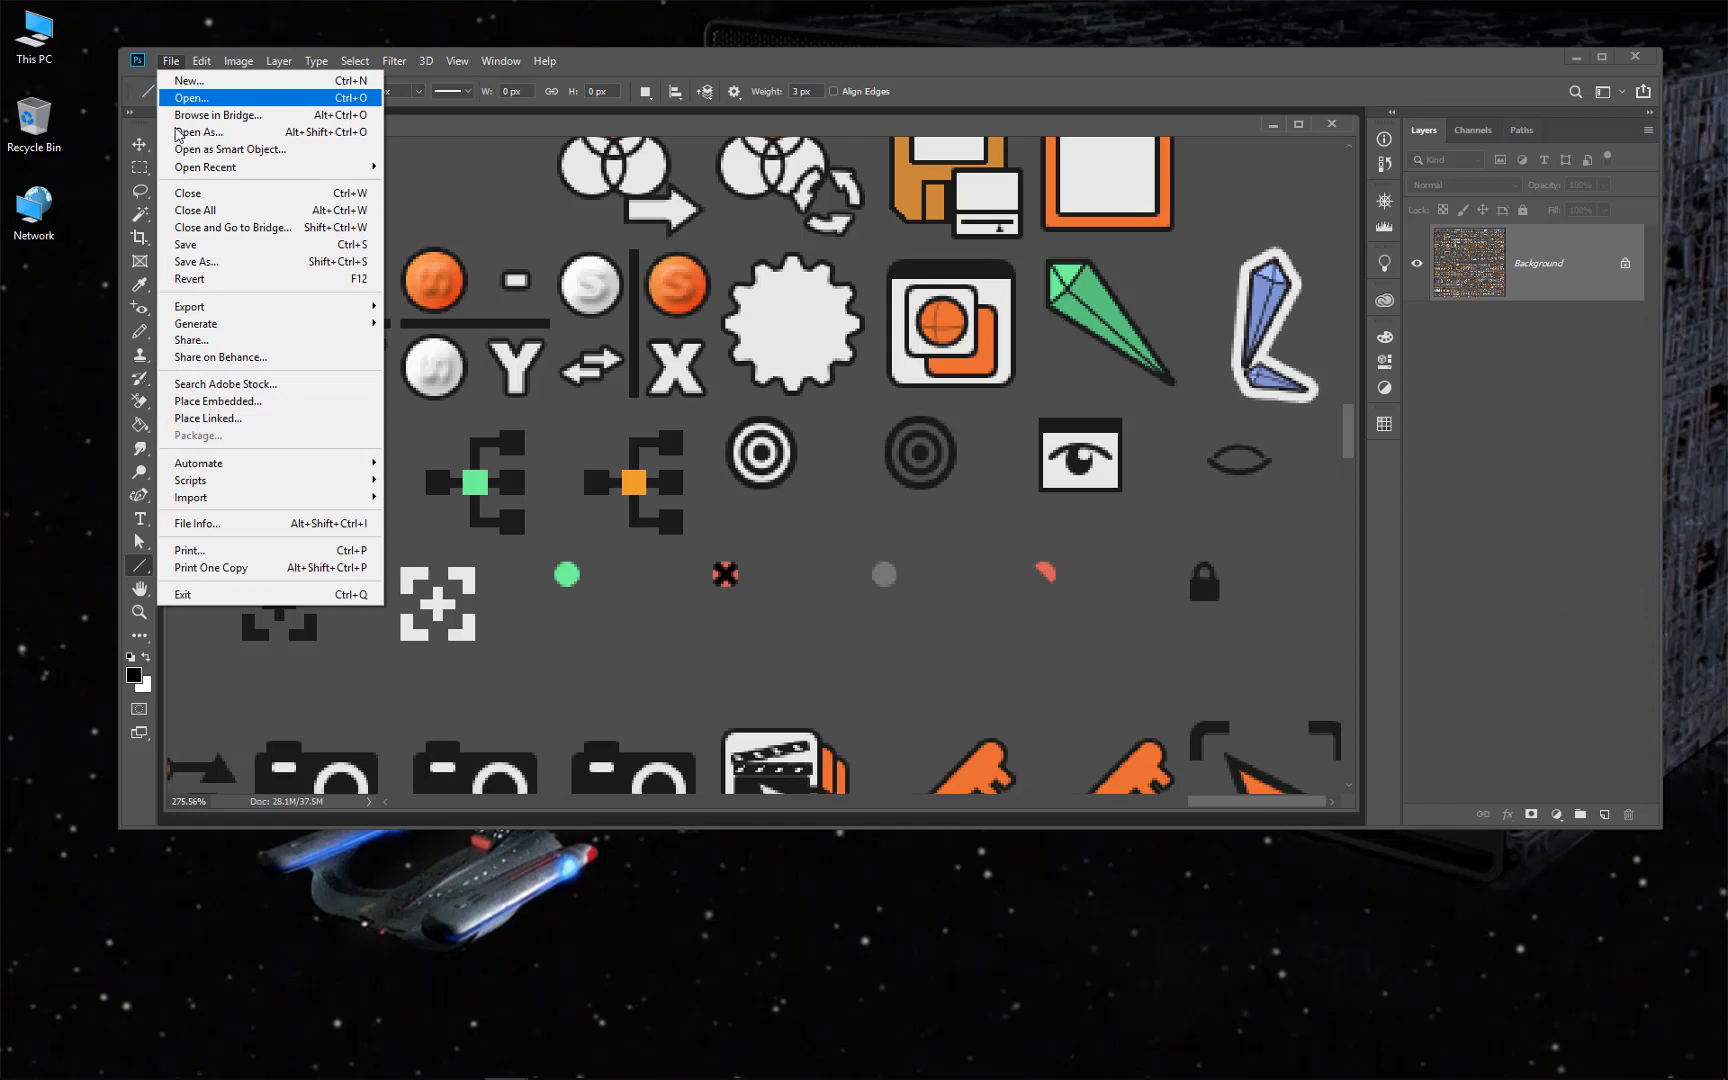 This PC
Recycle Bin
Network
Ps File Edit Image Layer Type Select Filter 3D View Window Help
W: 0 px H: 0 px Weight: 3 px Align Edges
New... Ctrl+N
Open... Ctrl+O
Browse in Bridge... Alt+Ctrl+O
Open As... Alt+Shift+Ctrl+O
Open as Smart Object...
Open Recent
Close Ctrl+W
Close All Alt+Ctrl+W
Close and Go to Bridge... Shift+Ctrl+W
Save Ctrl+S
Save As... Shift+Ctrl+S
Revert F12
Export
Generate
Share...
Share on Behance...
Search Adobe Stock...
Place Embedded...
Place Linked...
Package...
Automate
Scripts
Import
File Info... Alt+Shift+Ctrl+I
Print... Ctrl+P
Print One Copy Alt+Shift+Ctrl+P
Exit Ctrl+Q
S S S
S Y X
275.56% Doc: 28.1M/37.5M
Layers Channels Paths
Kind
Normal Opacity: 100%
Lock: Fill: 100%
Background
fx